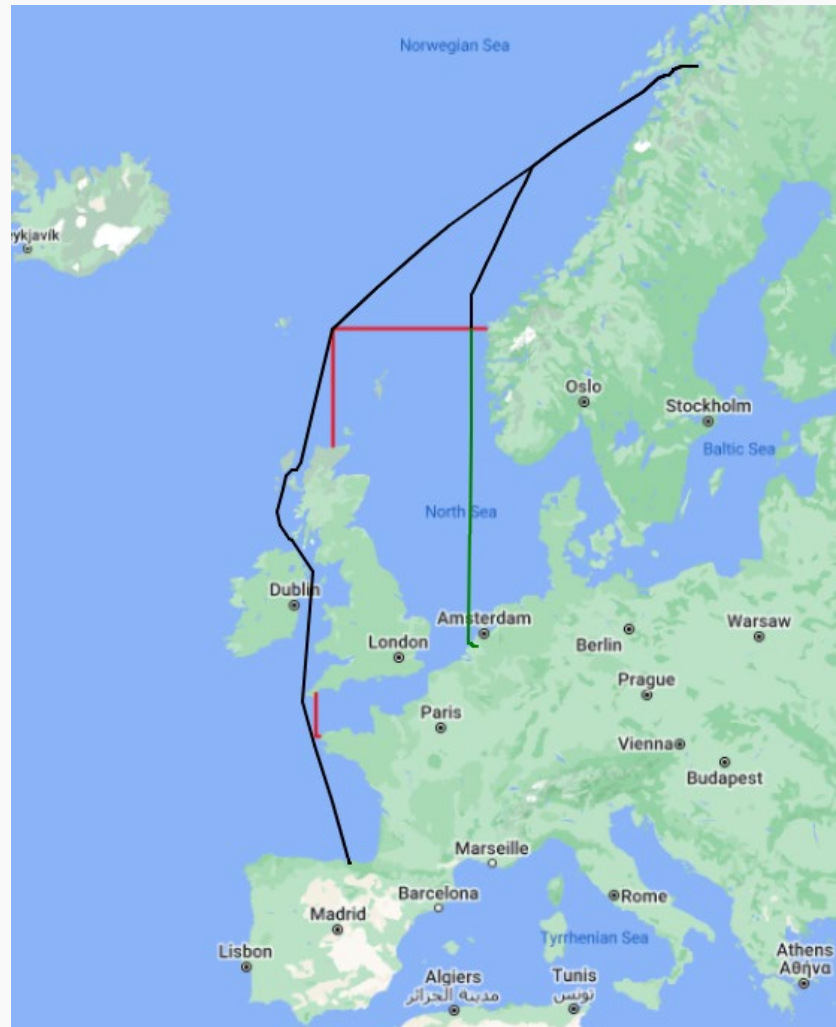 Norwegian Sea
eykjavík
Oslo
Stockholm
Baltic Sea
North Sea
Dublin
Amsterdam
Warsaw
London
Berlin
Prague
Paris
Vienna
Budapest
Marseille
Barcelona
Rome
Madrid
Tyrrhenian Sea
Lisbon
Athens
Αθήνα
Algiers
مدينة الجزائر
Tunis
تونس